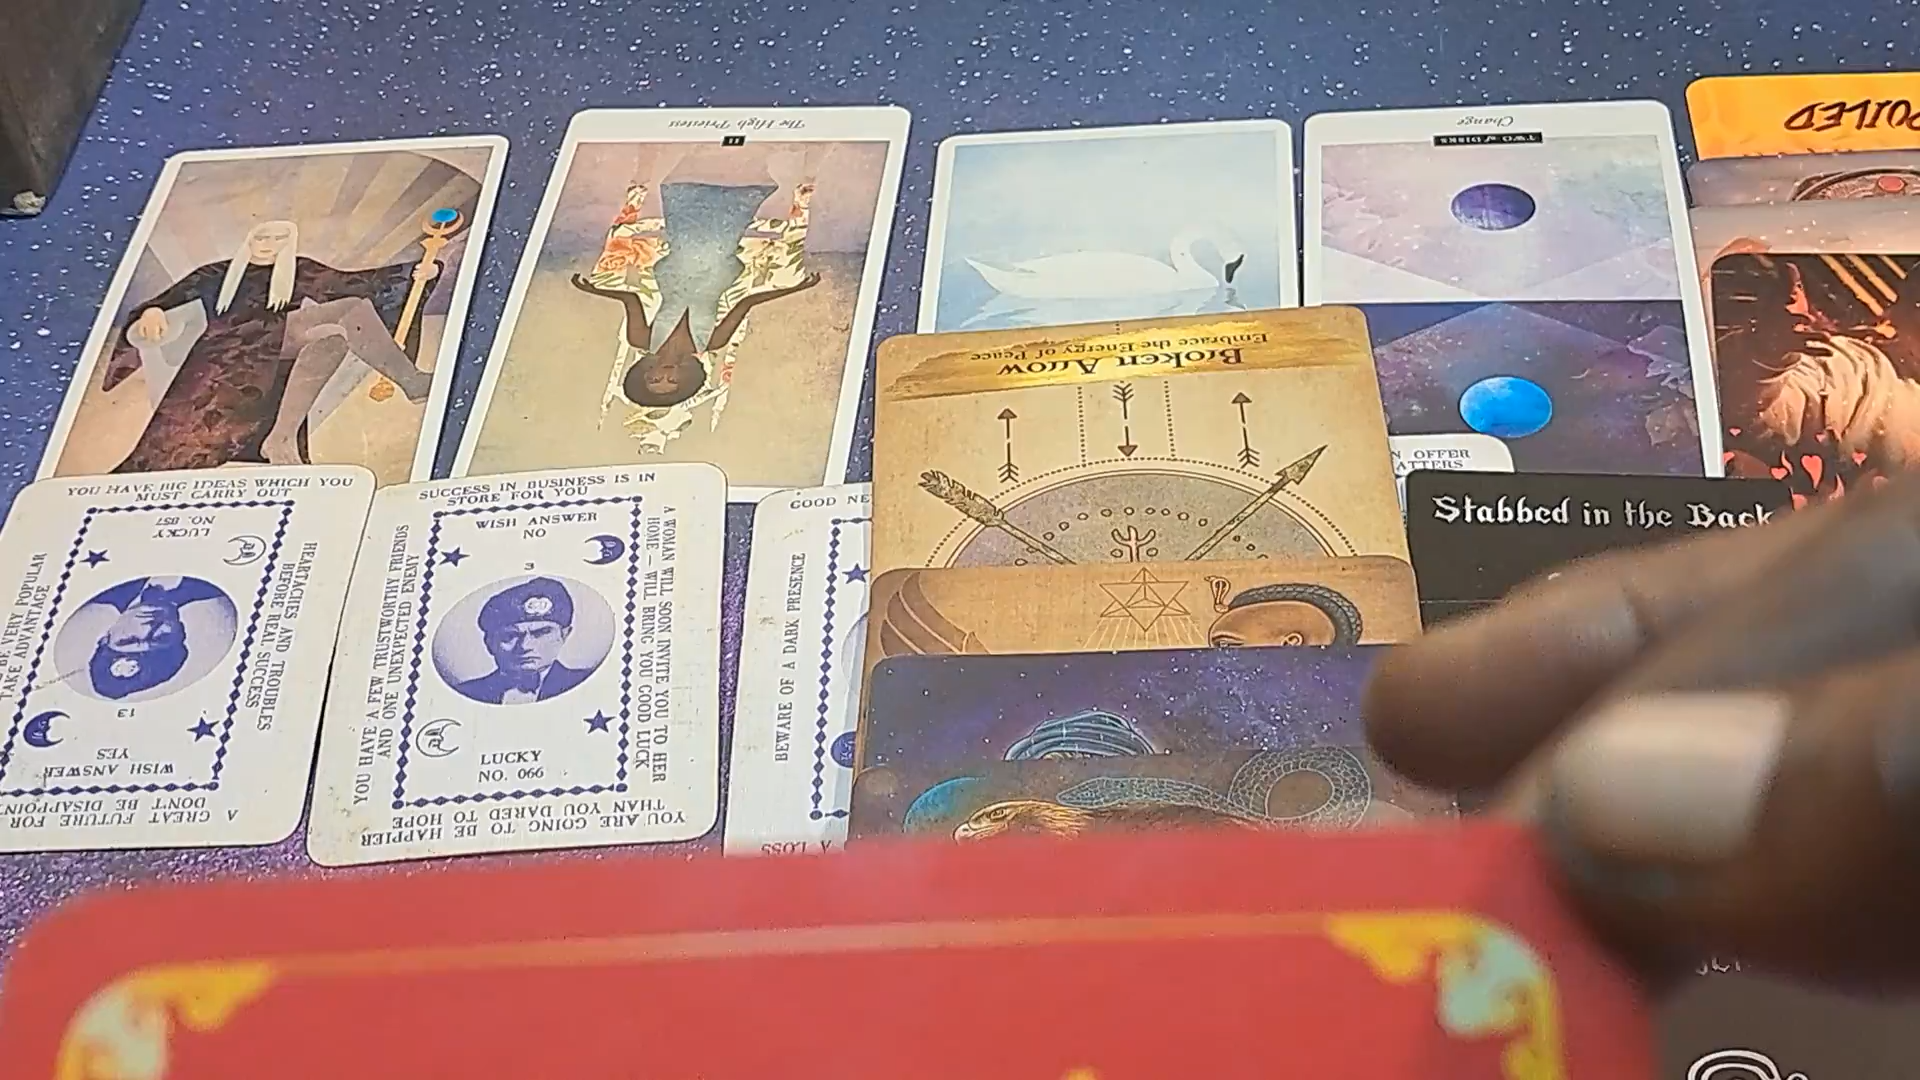 The High Priestess
II
Change
TWO of DISKS
Broken Arrow
Embrace the Energy of Peace
N OFFER
ATTERS
Stabbed in the Back
YOU HAVE BIG IDEAS WHICH YOU
MUST CARRY OUT
LUCKY
NO. 857
HEARTACHES AND TROUBLES
BEFORE REAL SUCCESS
BE VERY POPULAR
TAKE ADVANTAGE
13
WISH ANSWER
YES
A GREAT FUTURE FOR
DON'T BE DISAPPOIN
SUCCESS IN BUSINESS IS IN
STORE FOR YOU
WISH ANSWER
NO
3
YOU HAVE A FEW TRUSTWORTHY FRIENDS
AND ONE UNEXPECTED ENEMY
A WOMAN WILL SOON INVITE YOU TO HER
HOME - WILL BRING YOU GOOD LUCK
LUCKY
NO. 066
YOU ARE GOING TO BE HAPPIER
THAN YOU DARED TO HOPE
GOOD NE
BEWARE OF A DARK PRESENCE
A LOSS